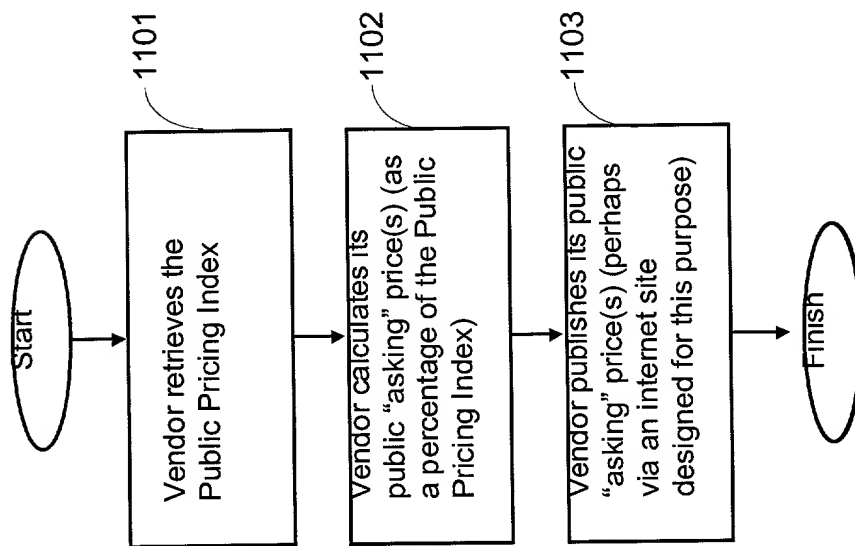 Start
1101
Vendor retrieves the
Public Pricing Index
1102
Vendor calculates its
public “asking” price(s) (as
a percentage of the Public
Pricing Index)
1103
Vendor publishes its public
“asking” price(s) (perhaps
via an internet site
designed for this purpose)
Finish